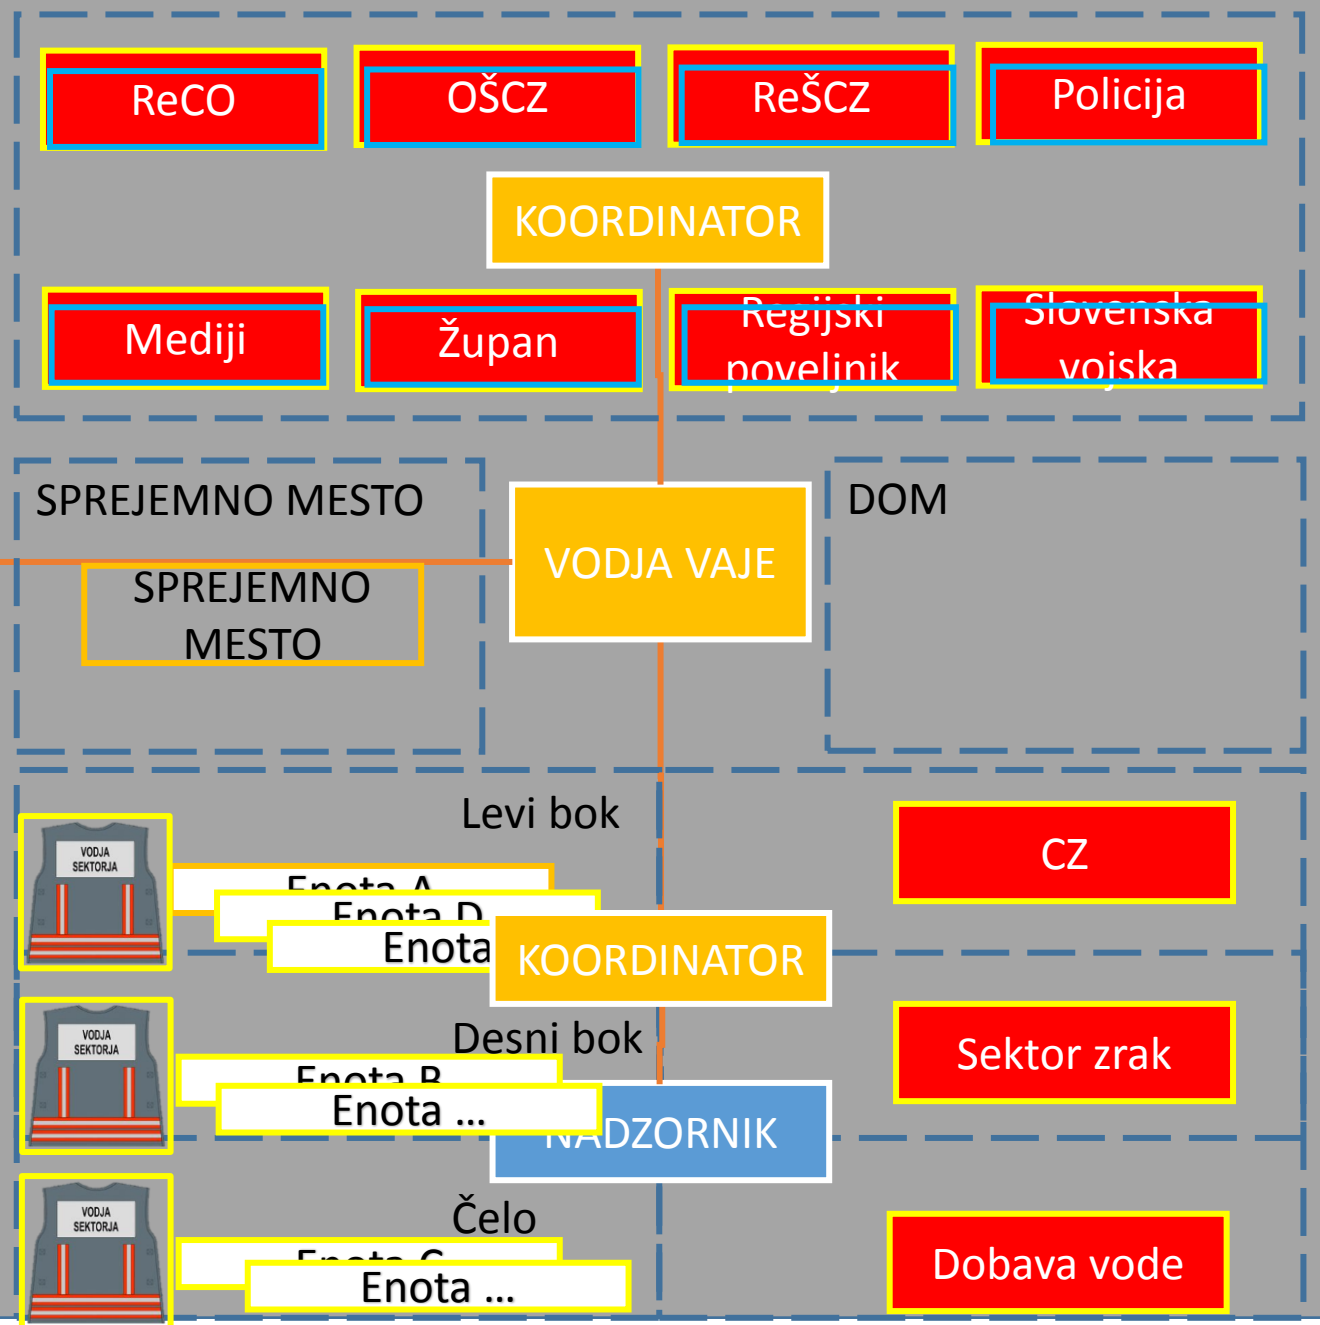 ReCO
OŠCZ
ReŠCZ
Policija
KOORDINATOR
Mediji
Župan
Regijski
poveljnik
Slovenska
vojska
SPREJEMNO MESTO
DOM
VODJA VAJE
SPREJEMNO
MESTO
Levi bok
CZ
VODJA
SEKTORJA
Enota A
Enota D
Enota
KOORDINATOR
Desni bok
Sektor zrak
VODJA
SEKTORJA
Enota B
Enota ...
NADZORNIK
Čelo
VODJA
SEKTORJA
Enota C
Enota ...
Dobava vode